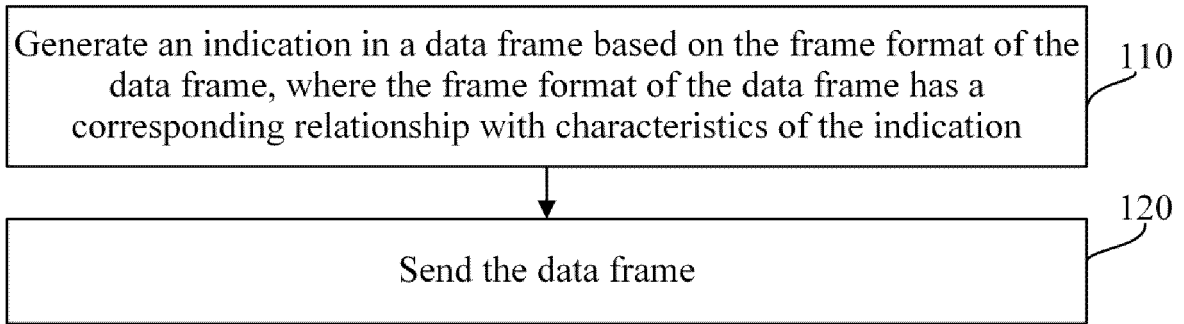 Generate an indication in a data frame based on the frame format of the
data frame, where the frame format of the data frame has a
corresponding relationship with characteristics of the indication
110
Send the data frame
120